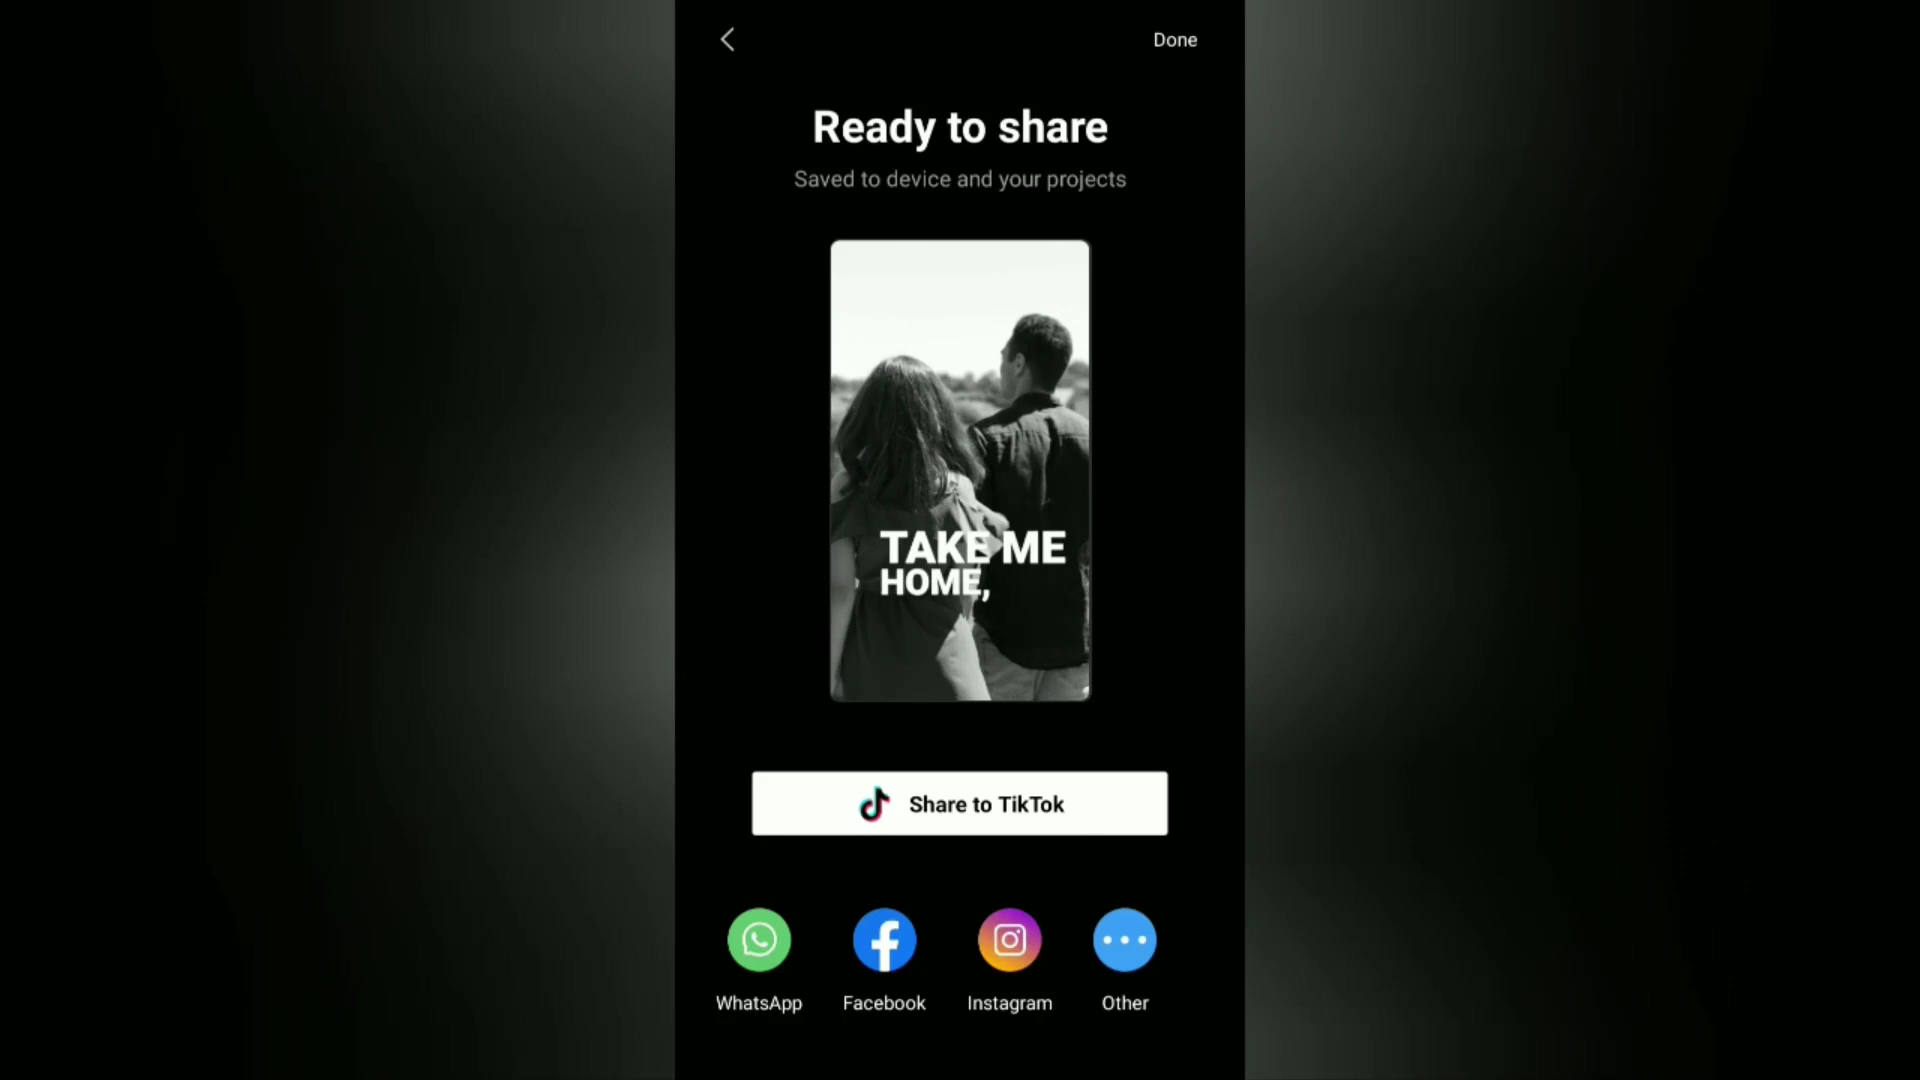 Done
Ready to share
Saved to device and your projects
TAKE ME
HOME,
Share to TikTok
WhatsApp
Facebook
Instagram
Other